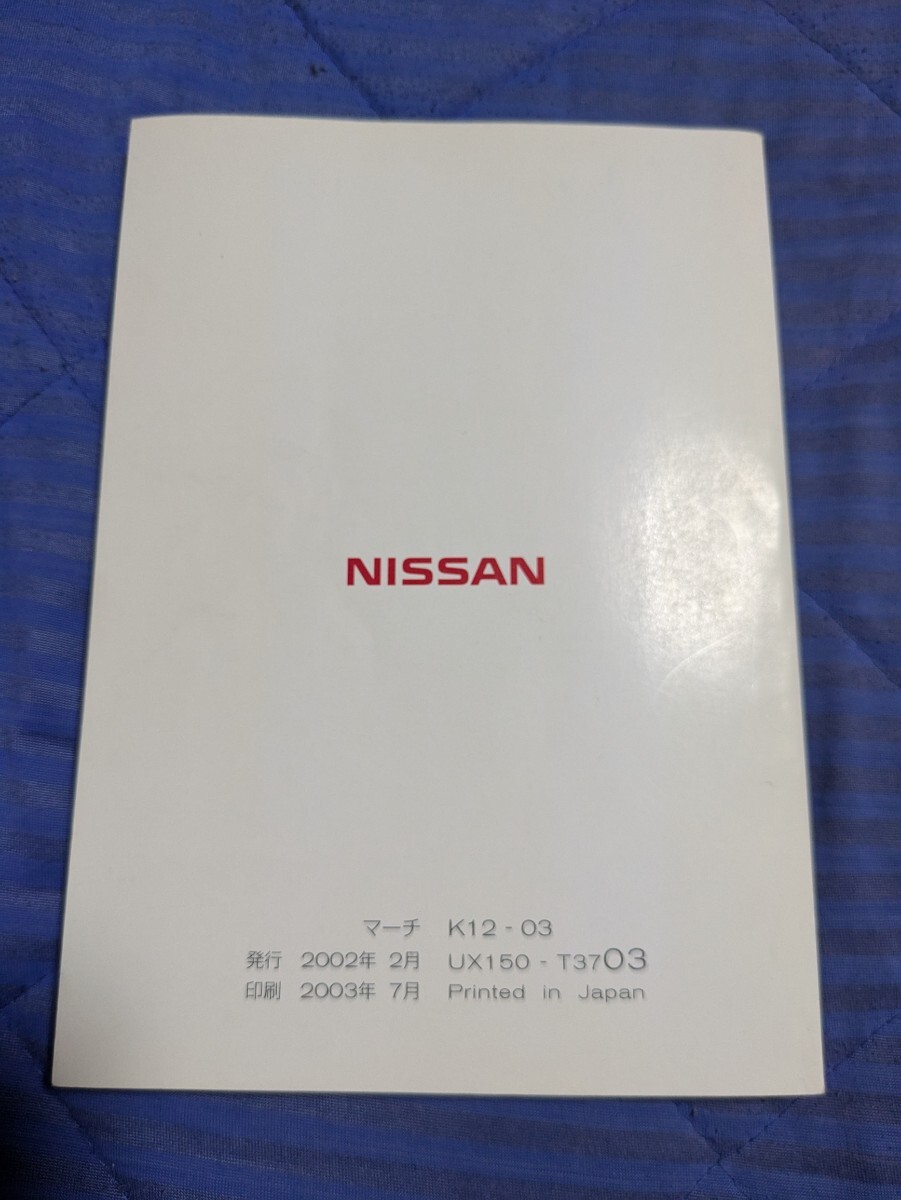 NISSAN
マーチ K12 - 03
発行 2002年 2月 UX150 - T3703
印刷 2003年 7月 Printed in Japan